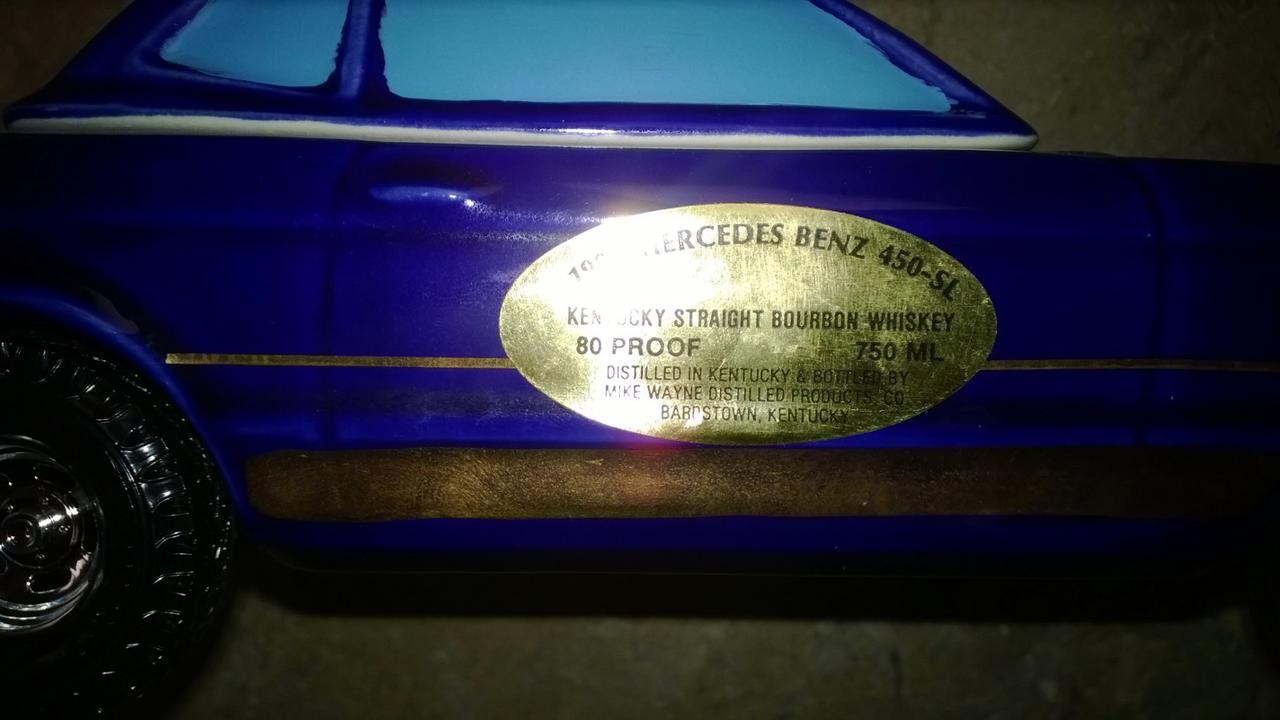 MERCEDES BENZ 450-SL
KENTUCKY STRAIGHT BOURBON WHISKEY
80 PROOF 750 ML
DISTILLED IN KENTUCKY & BOTTLED BY
MIKE WAYNE DISTILLED PRODUCTS CO
BARDSTOWN, KENTUCKY